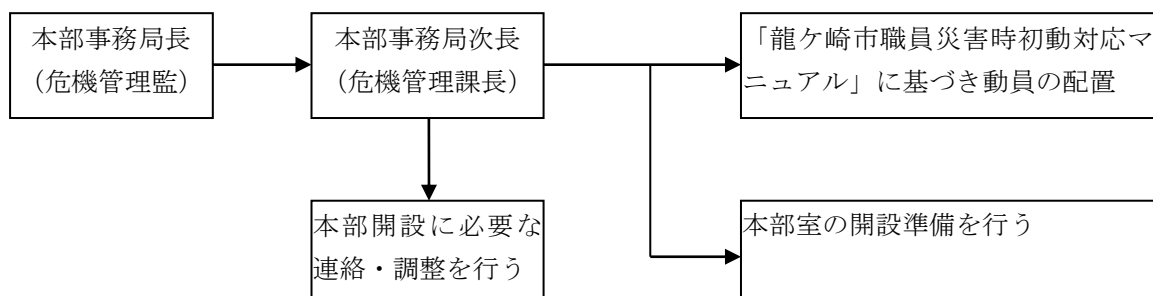 本部事務局長
（危機管理監）
本部事務局次長
（危機管理課長）
「龍ケ崎市職員災害時初動対応マ
ニュアル」に基づき動員の配置
本部開設に必要な
連絡・調整を行う
本部室の開設準備を行う